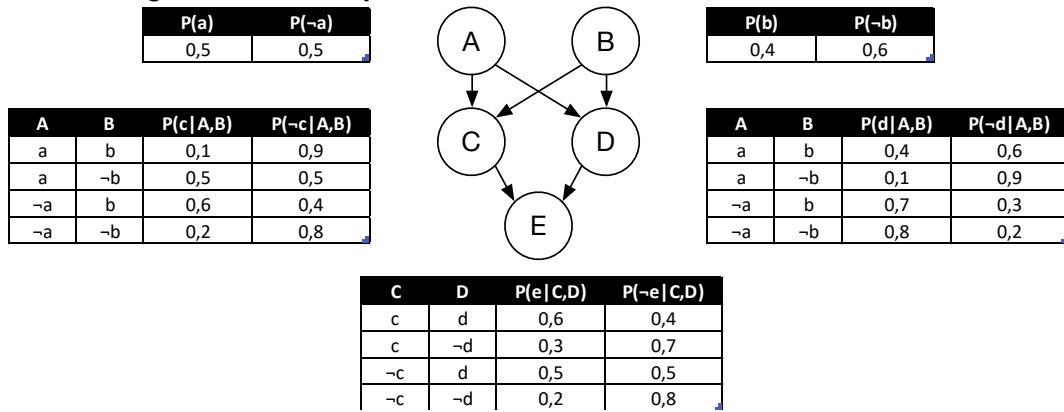 P(a) P(¬a)
0,5 0,5
A B
P(b) P(¬b)
0,4 0,6
A B P(c|A,B) P(¬c|A,B)
a b 0,1 0,9
a ¬b 0,5 0,5
¬a b 0,6 0,4
¬a ¬b 0,2 0,8
C D
E
A B P(d|A,B) P(¬d|A,B)
a b 0,4 0,6
a ¬b 0,1 0,9
¬a b 0,7 0,3
¬a ¬b 0,8 0,2
C D P(e|C,D) P(¬e|C,D)
c d 0,6 0,4
c ¬d 0,3 0,7
¬c d 0,5 0,5
¬c ¬d 0,2 0,8